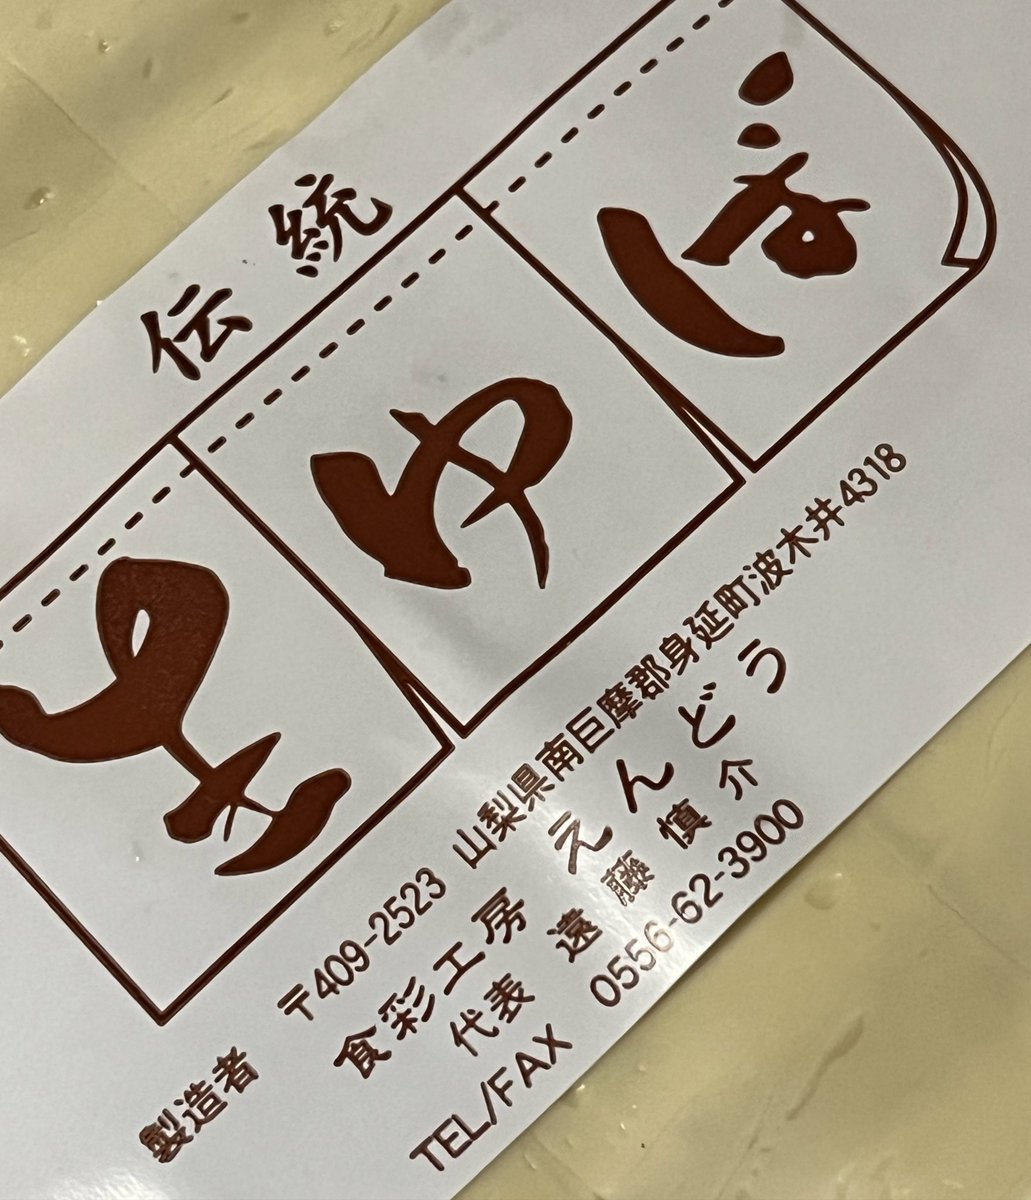 伝統
生ゆば
〒409-2523 山梨県南巨摩郡身延町波木井4318
製造者 食彩工房 えんどう
代表 遠藤慎介
TEL/FAX 0556-62-3900